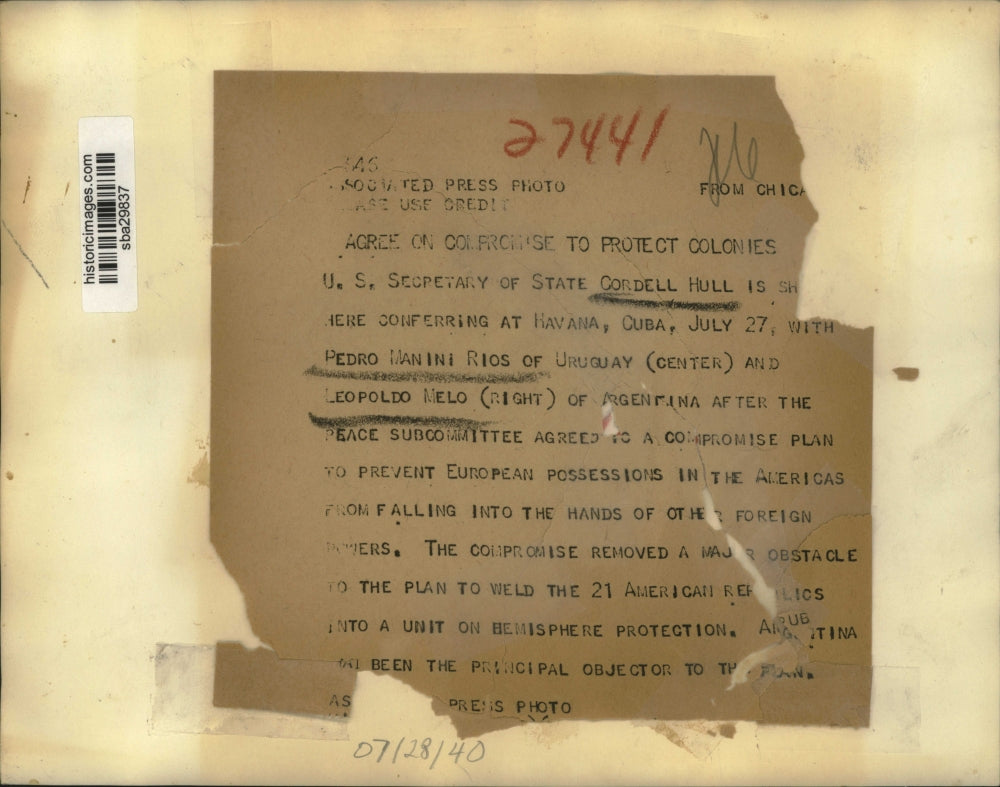 historicimages.com
sba29837
27441
ASSOCIATED PRESS PHOTO FROM CHICA
USE CREDIT
AGREE ON COMPROMISE TO PROTECT COLONIES
U. S. SECRETARY OF STATE CORDELL HULL IS SH
HERE CONFERRING AT HAVANA, CUBA, JULY 27, WITH
PEDRO MANINI RIOS OF URUGUAY (CENTER) AND
LEOPOLDO MELO (RIGHT) OF ARGENTINA AFTER THE
PEACE SUBCOMMITTEE AGREED TO A COMPROMISE PLAN
TO PREVENT EUROPEAN POSSESSIONS IN THE AMERICAS
FROM FALLING INTO THE HANDS OF OTHER FOREIGN
POWERS. THE COMPROMISE REMOVED A MAJOR OBSTACLE
TO THE PLAN TO WELD THE 21 AMERICAN REPUBLICS
INTO A UNIT ON HEMISPHERE PROTECTION. ARGENTINA
BEEN THE PRINCIPAL OBJECTOR TO THE PLAN.
AS PRESS PHOTO
07/28/40